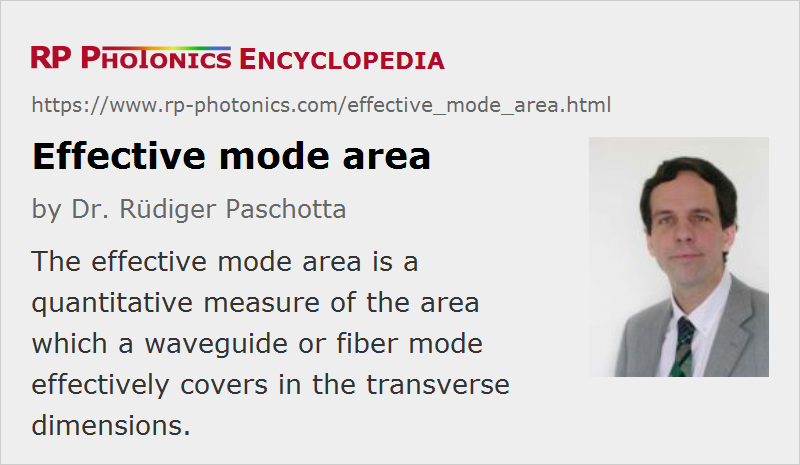 RP PHOTONICS ENCYCLOPEDIA
https://www.rp-photonics.com/effective_mode_area.html
Effective mode area
by Dr. Rüdiger Paschotta
The effective mode area is a
quantitative measure of the area
which a waveguide or fiber mode
effectively covers in the transverse
dimensions.